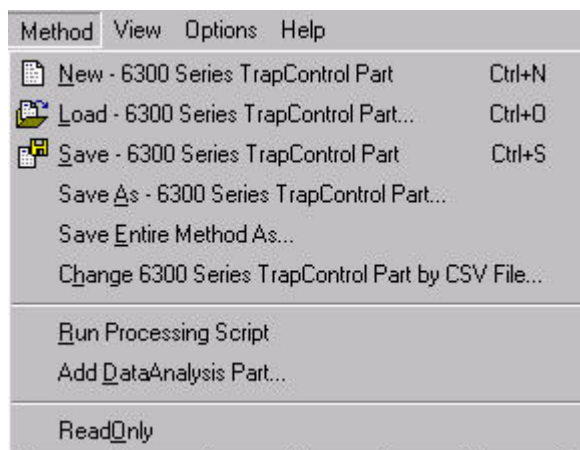 Method View Options Help
New - 6300 Series TrapControl Part Ctrl+N
Load - 6300 Series TrapControl Part... Ctrl+O
Save - 6300 Series TrapControl Part Ctrl+S
Save As - 6300 Series TrapControl Part...
Save Entire Method As...
Change 6300 Series TrapControl Part by CSV File...
Run Processing Script
Add DataAnalysis Part...
ReadOnly